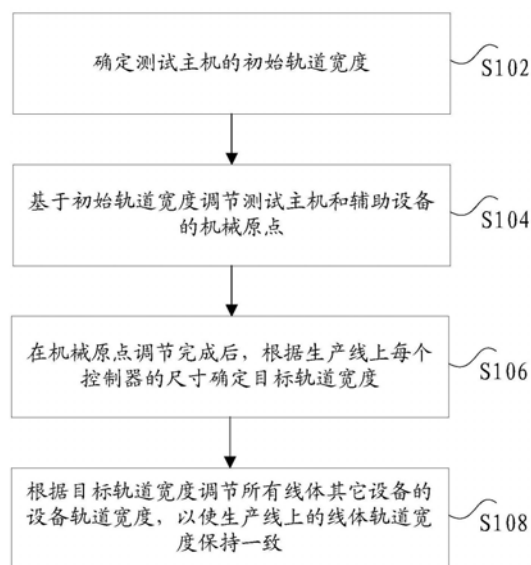 确定测试主机的初始轨道宽度
S102
基于初始轨道宽度调节测试主机和辅助设备
的机械原点
S104
在机械原点调节完成后，根据生产线上每个
控制器的尺寸确定目标轨道宽度
S106
根据目标轨道宽度调节所有线体其它设备的
设备轨道宽度，以使生产线上的线体轨道宽
度保持一致
S108